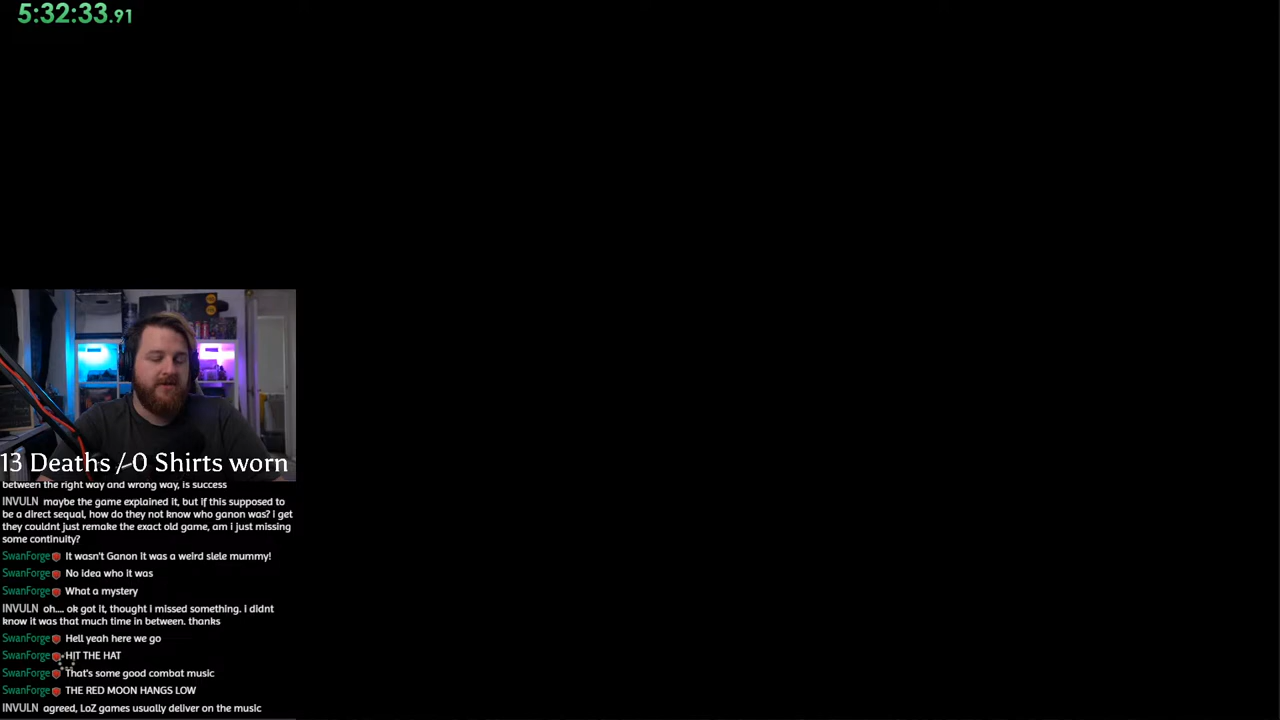 5:32:33.91
13 Deaths / 0 Shirts worn
between the right way and wrong way, is success
INVULN maybe the game explained it, but if this supposed to
be a direct sequal, how do they not know who ganon was? i get
they couldnt just remake the exact old game, am i just missing
some continuity?
SwanForge It wasn't Ganon it was a weird slele mummy!
SwanForge No idea who it was
SwanForge What a mystery
INVULN oh.... ok got it, thought i missed something. i didnt
know it was that much time in between. thanks
SwanForge Hell yeah here we go
SwanForge HIT THE HAT
SwanForge That's some good combat music
SwanForge THE RED MOON HANGS LOW
INVULN agreed, LoZ games usually deliver on the music